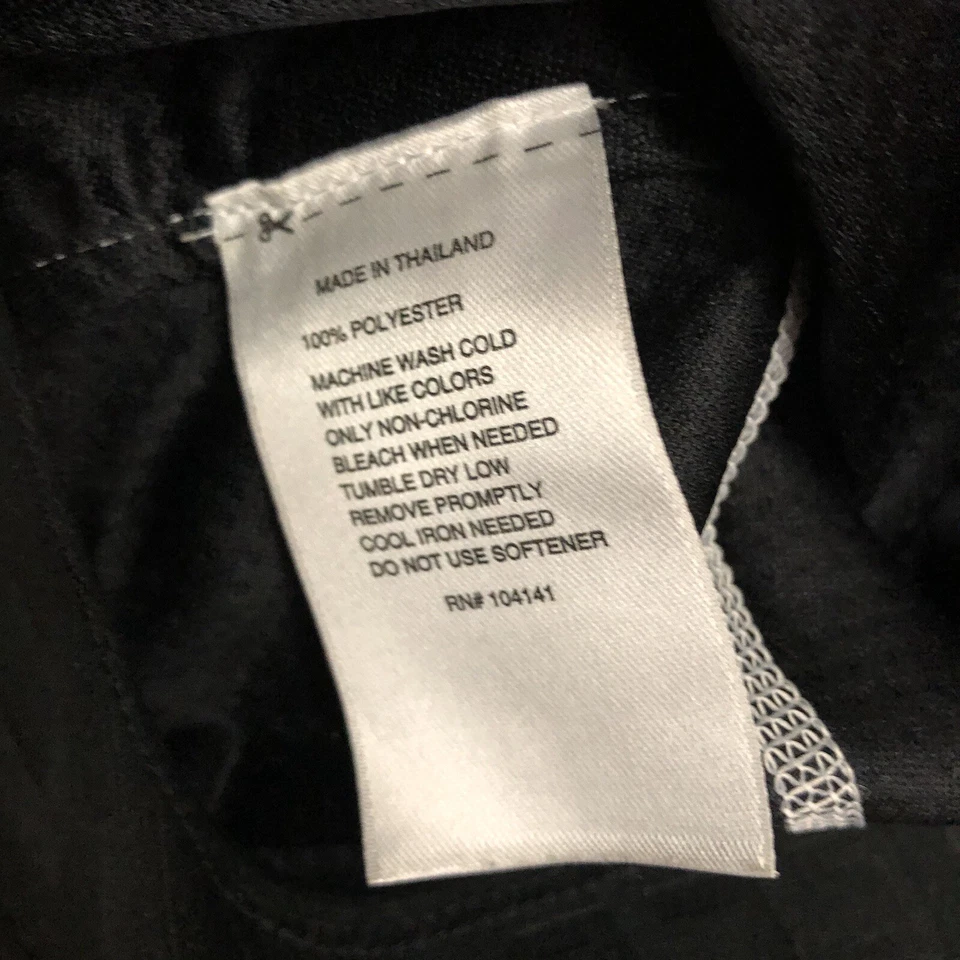 MADE IN THAILAND
100% POLYESTER
MACHINE WASH COLD
WITH LIKE COLORS
ONLY NON-CHLORINE
BLEACH WHEN NEEDED
TUMBLE DRY LOW
REMOVE PROMPTLY
COOL IRON NEEDED
DO NOT USE SOFTENER
RN# 104141